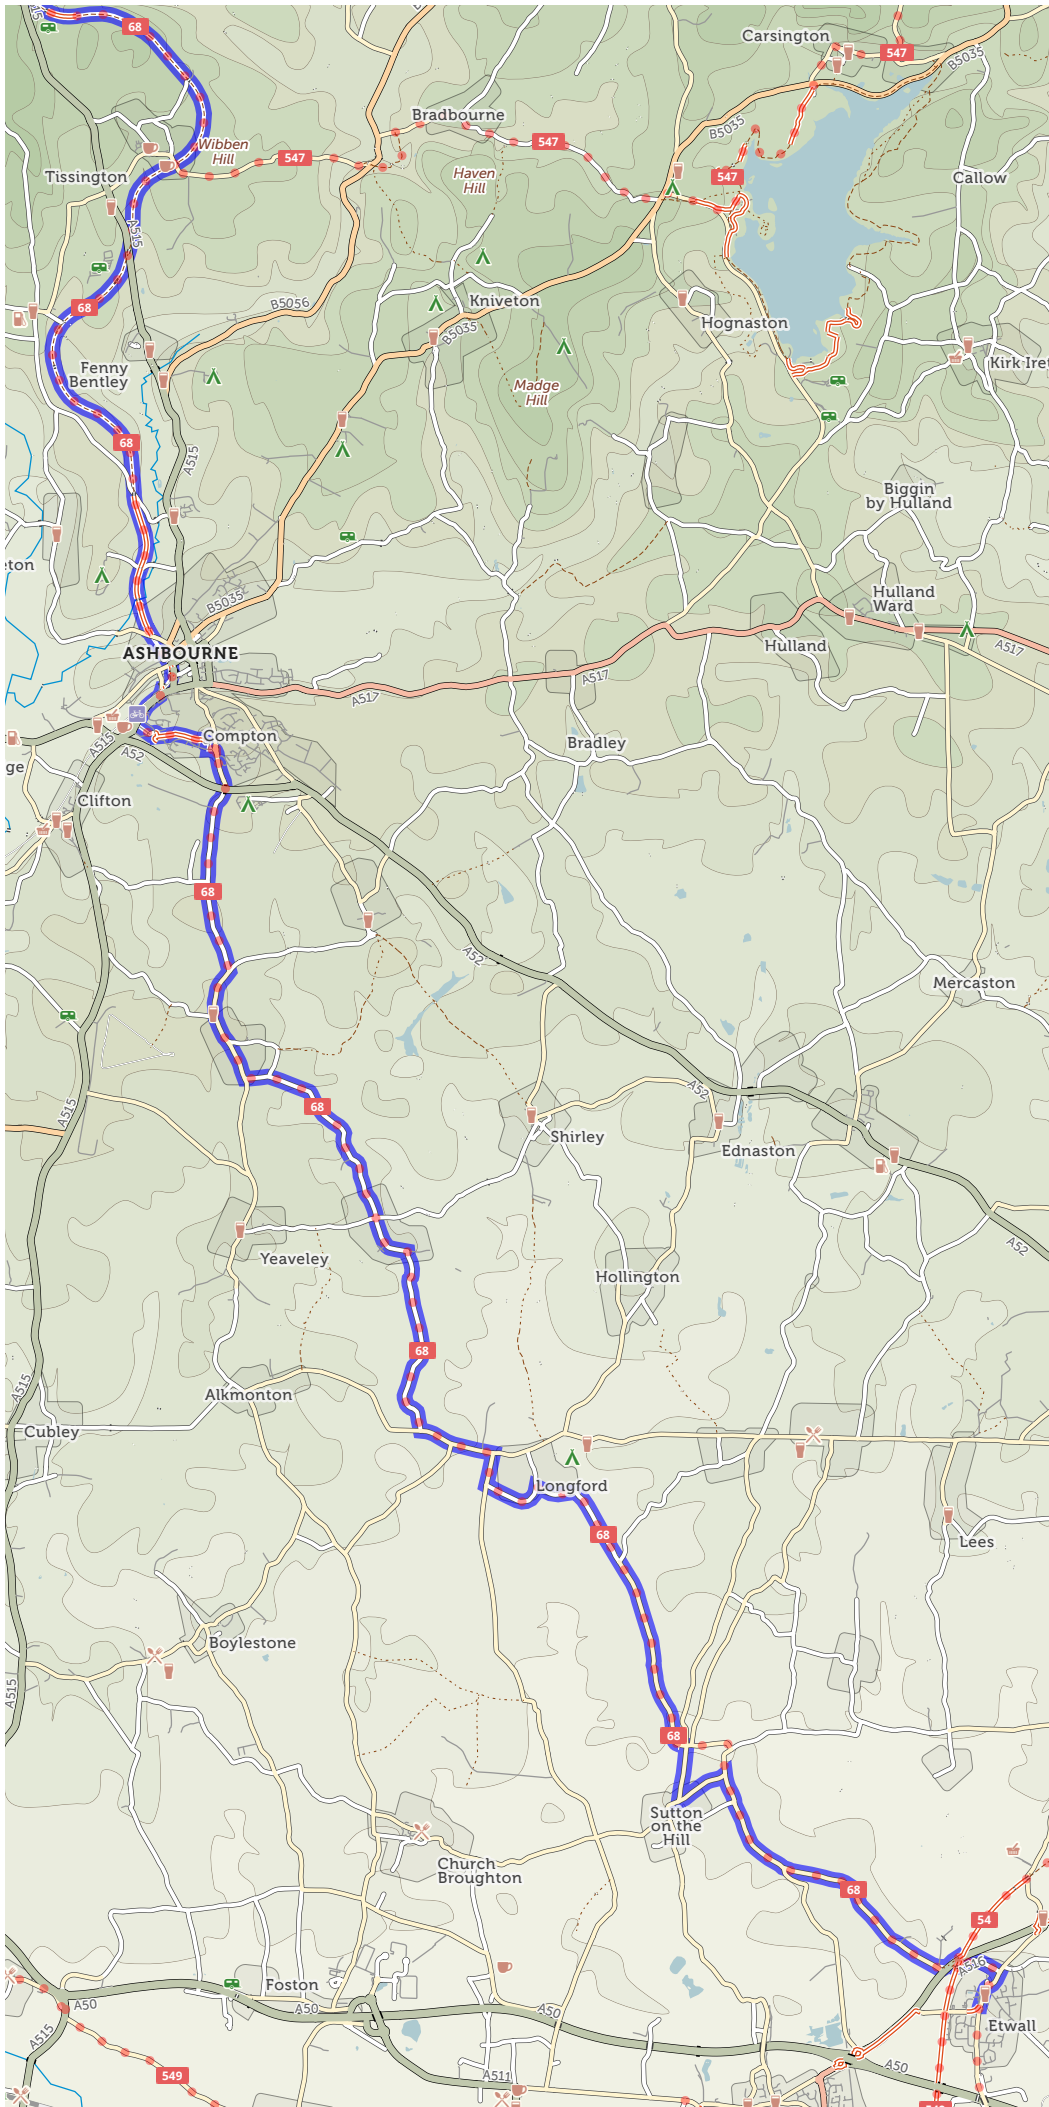 515
68
Carsington
547
B5035
Bradbourne
B5035
547
Wibben
Hill
547
Haven
Hill
547
Tissington
Callow
A515
68
B5056
Kniveton
Hognaston
B5035
Kirk Iret
Fenny
Bentley
Madge
Hill
68
A515
Biggin
by Hulland
eton
Hulland
Ward
B5035
Hulland
A517
ASHBOURNE
A517
A517
Compton
Bradley
A515
A52
ge
Clifton
68
A52
Mercaston
A52
68
A515
Shirley
Ednaston
Yeaveley
A52
Hollington
68
A515
Alkmonton
Cubley
Longford
68
Lees
Boylestone
A515
68
Sutton
on the
Hill
Church
Broughton
68
54
A516
Foston
A50
A50
A50
Etwall
A515
A50
549
A511